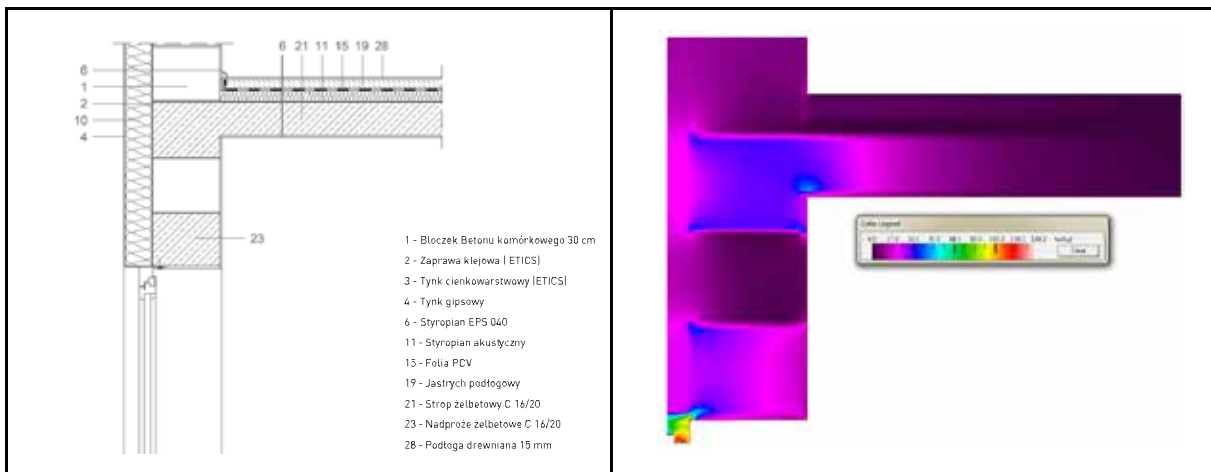 6 21 11 15 19 28
6
1
2
10
4
23
1 - Bloczek Betonu komórkowego 30 cm
2 - Zaprawa klejowa (ETICS)
3 - Tynk cienkowarstwowy (ETICS)
4 - Tynk gipsowy
6 - Styropian EPS 040
11 - Styropian akustyczny
15 - Folia PCV
19 - Jastrych podłogowy
21 - Strop żelbetowy C 16/20
23 - Nadproże żelbetowe C 16/20
28 - Podłoga drewniana 15 mm
Color Legend